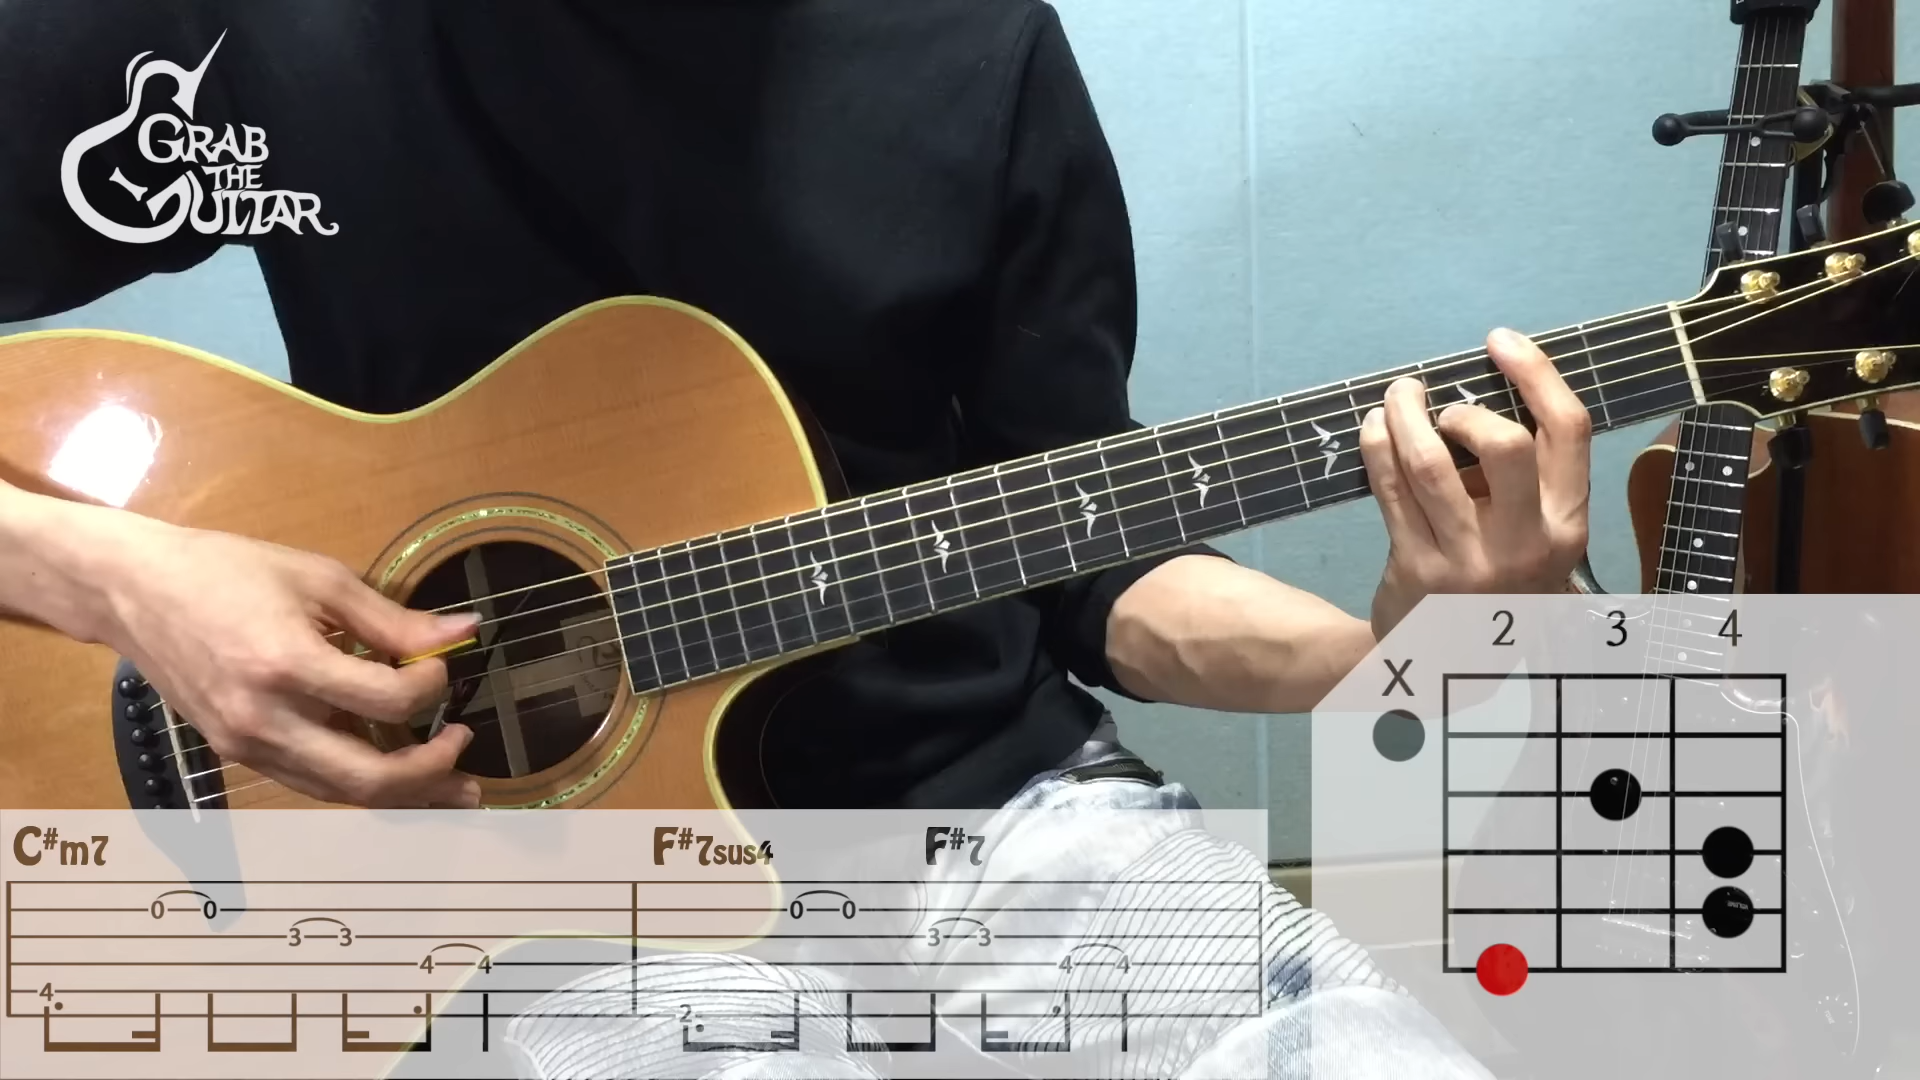 GRAB
THE
GUITAR
2 3 4
X
C#m7 F#7sus4 F#7
0 0 0 0
3 3 3 3
4 4 4 4
4
2